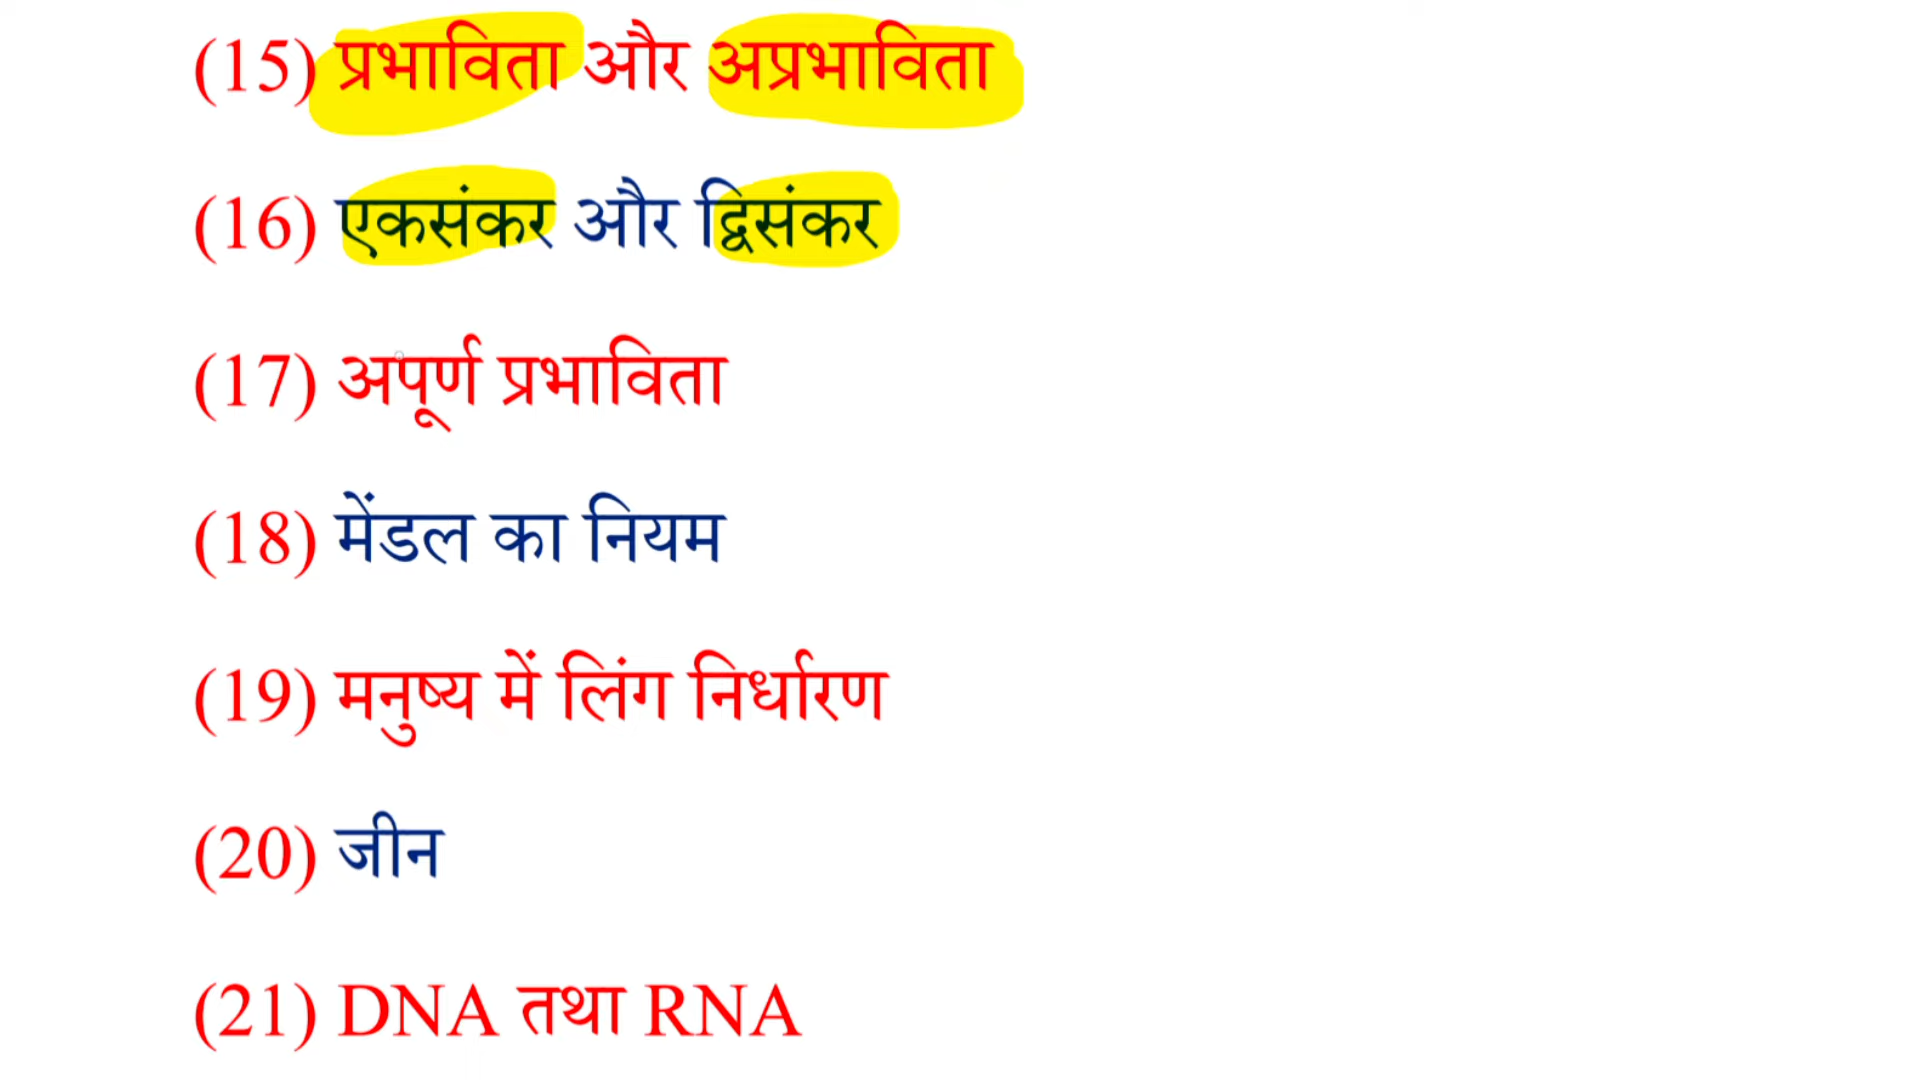 (15) प्रभाविता और अप्रभाविता
(16) एकसंकर और द्विसंकर
(17) अपूर्ण प्रभाविता
(18) मेंडल का नियम
(19) मनुष्य में लिंग निर्धारण
(20) जीन
(21) DNA तथा RNA